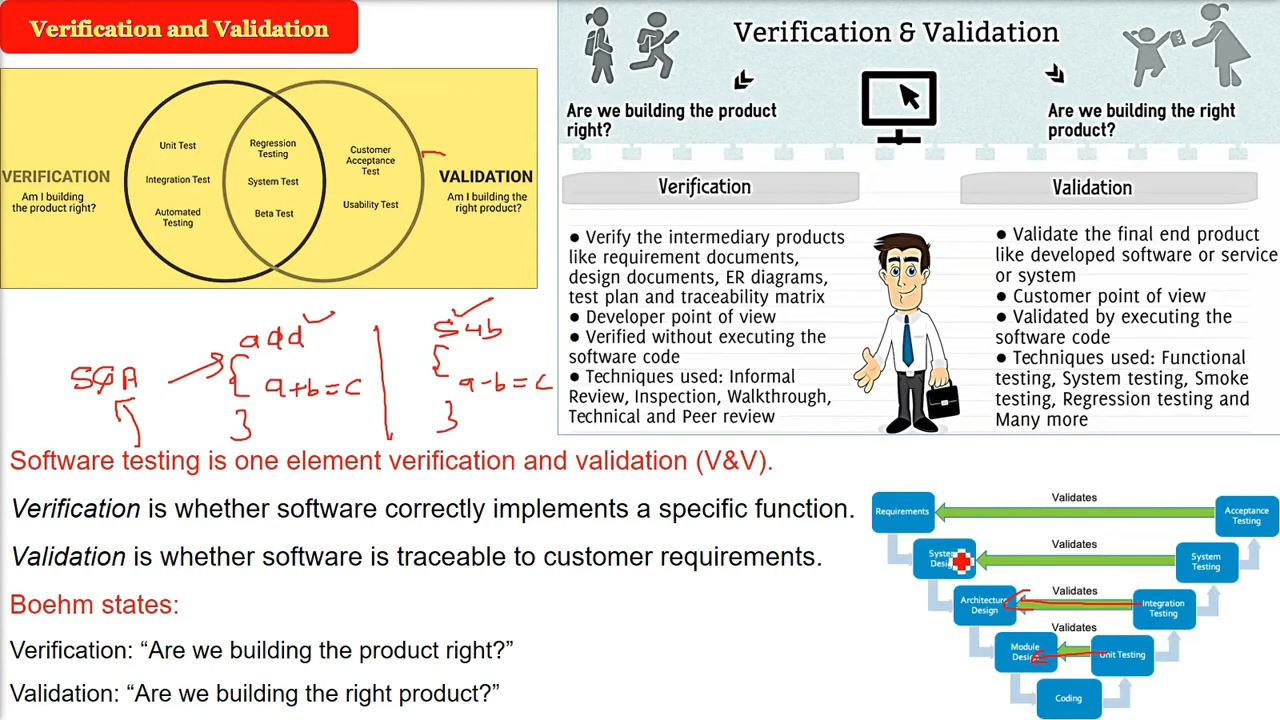 Verification and Validation
VERIFICATION
Am I building
the product right?
Unit Test
Integration Test
Automated
Testing
Regression
Testing
System Test
Beta Test
Customer
Acceptance
Test
Usability Test
VALIDATION
Am I building the
right product?
Verification & Validation
Are we building the product
right?
Are we building the right
product?
Verification
● Verify the intermediary products
like requirement documents,
design documents, ER diagrams,
test plan and traceability matrix
● Developer point of view
● Verified without executing the
software code
● Techniques used: Informal
Review, Inspection, Walkthrough,
Technical and Peer review
Validation
● Validate the final end product
like developed software or service
or system
● Customer point of view
● Validated by executing the
software code
● Techniques used: Functional
testing, System testing, Smoke
testing, Regression testing and
Many more
SQA
add
{
a+b=c
}
{
a-b=c
}
Software testing is one element verification and validation (V&V).
Verification is whether software correctly implements a specific function.
Validation is whether software is traceable to customer requirements.
Boehm states:
Verification: “Are we building the product right?”
Validation: “Are we building the right product?”
Requirements
Validates
Acceptance
Testing
System
Design
Validates
System
Testing
Architecture
Design
Validates
Integration
Testing
Module
Design
Validates
Unit Testing
Coding